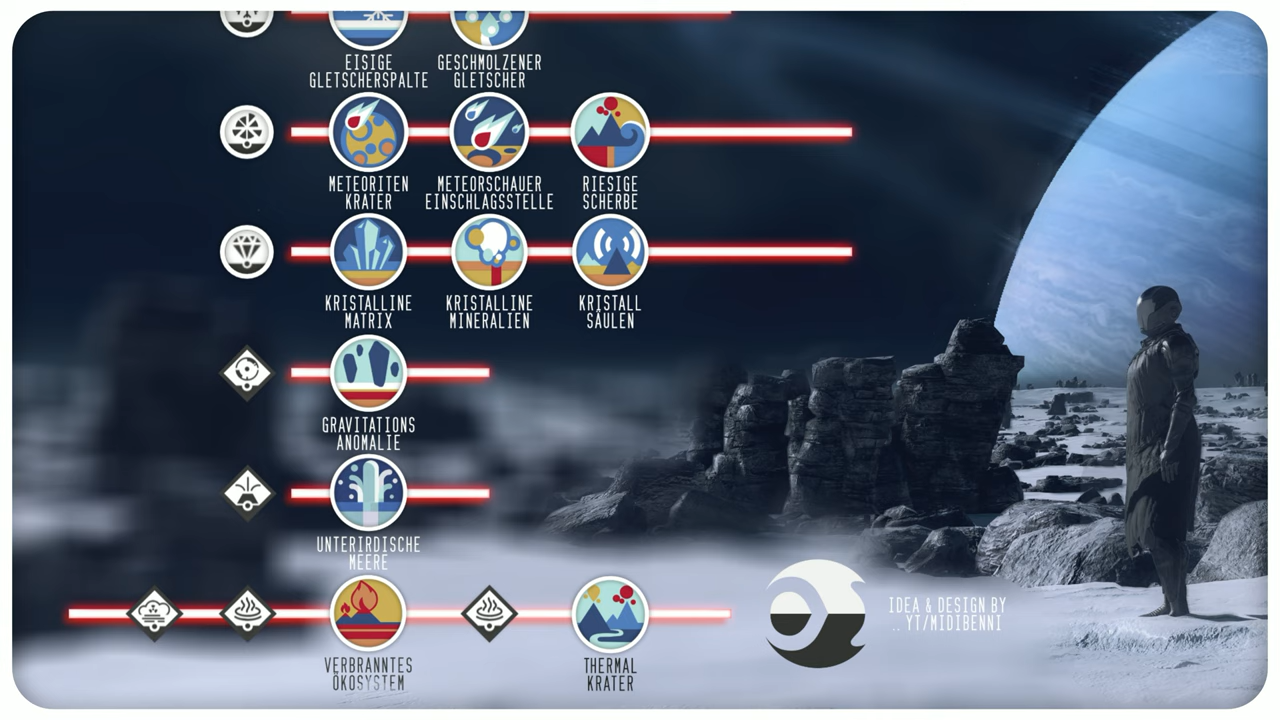 EISIGE
GLETSCHERSPALTE
GESCHMOLZENER
GLETSCHER
METEORITEN
KRATER
METEORSCHAUER
EINSCHLAGSSTELLE
RIESIGE
SCHERBE
KRISTALLINE
MATRIX
KRISTALLINE
MINERALIEN
KRISTALL
SÄULEN
GRAVITATIONS
ANOMALIE
UNTERIRDISCHE
MEERE
VERBRANNTES
ÖKOSYSTEM
THERMAL
KRATER
IDEA & DESIGN BY
.. YT/MIDIBENNI